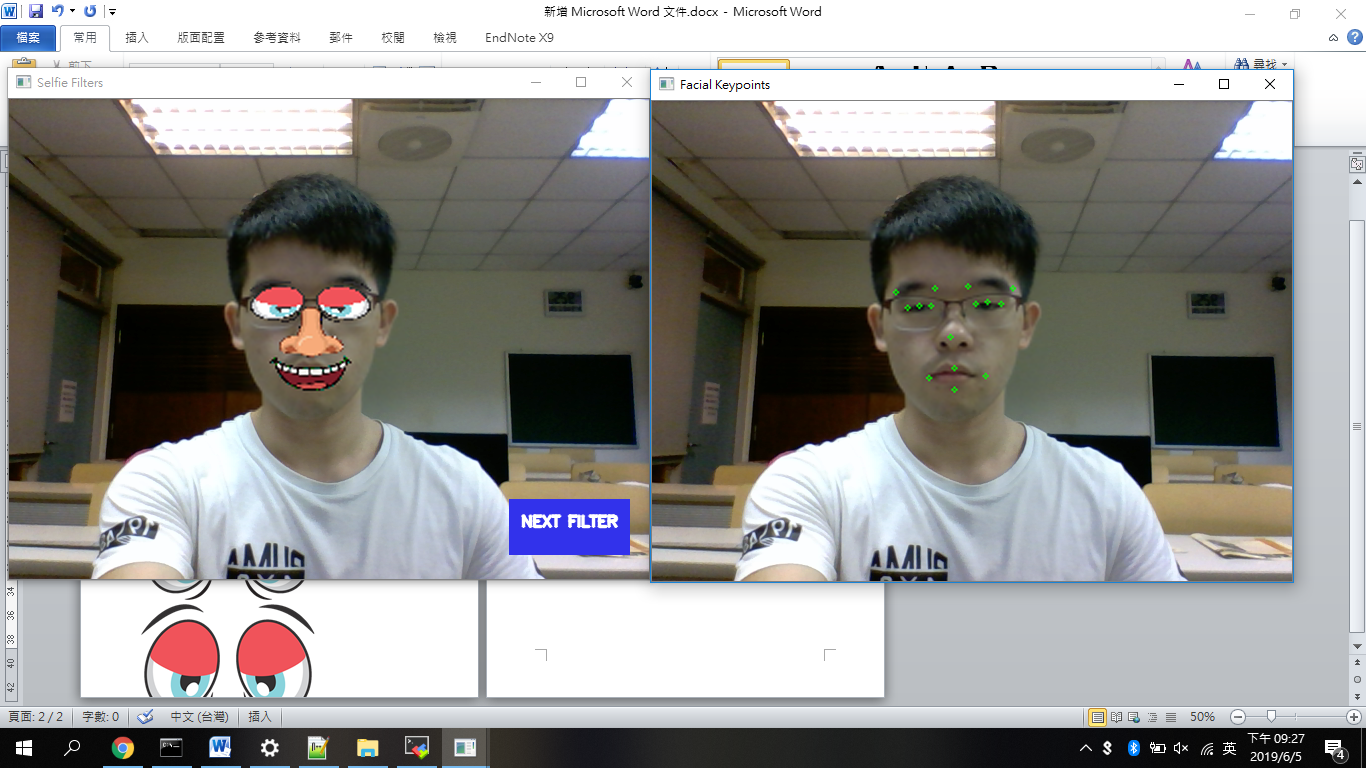 新增 Microsoft Word 文件.docx - Microsoft Word
檔案 常用 插入 版面配置 參考資料 郵件 校閱 檢視 EndNote X9
剪下
尋找
Selfie Filters
Facial Keypoints
NEXT FILTER
34
36
38
40
42
頁面: 2 / 2 字數: 0 中文 (台灣) 插入 50%
英 下午 09:27
2019/6/5
4